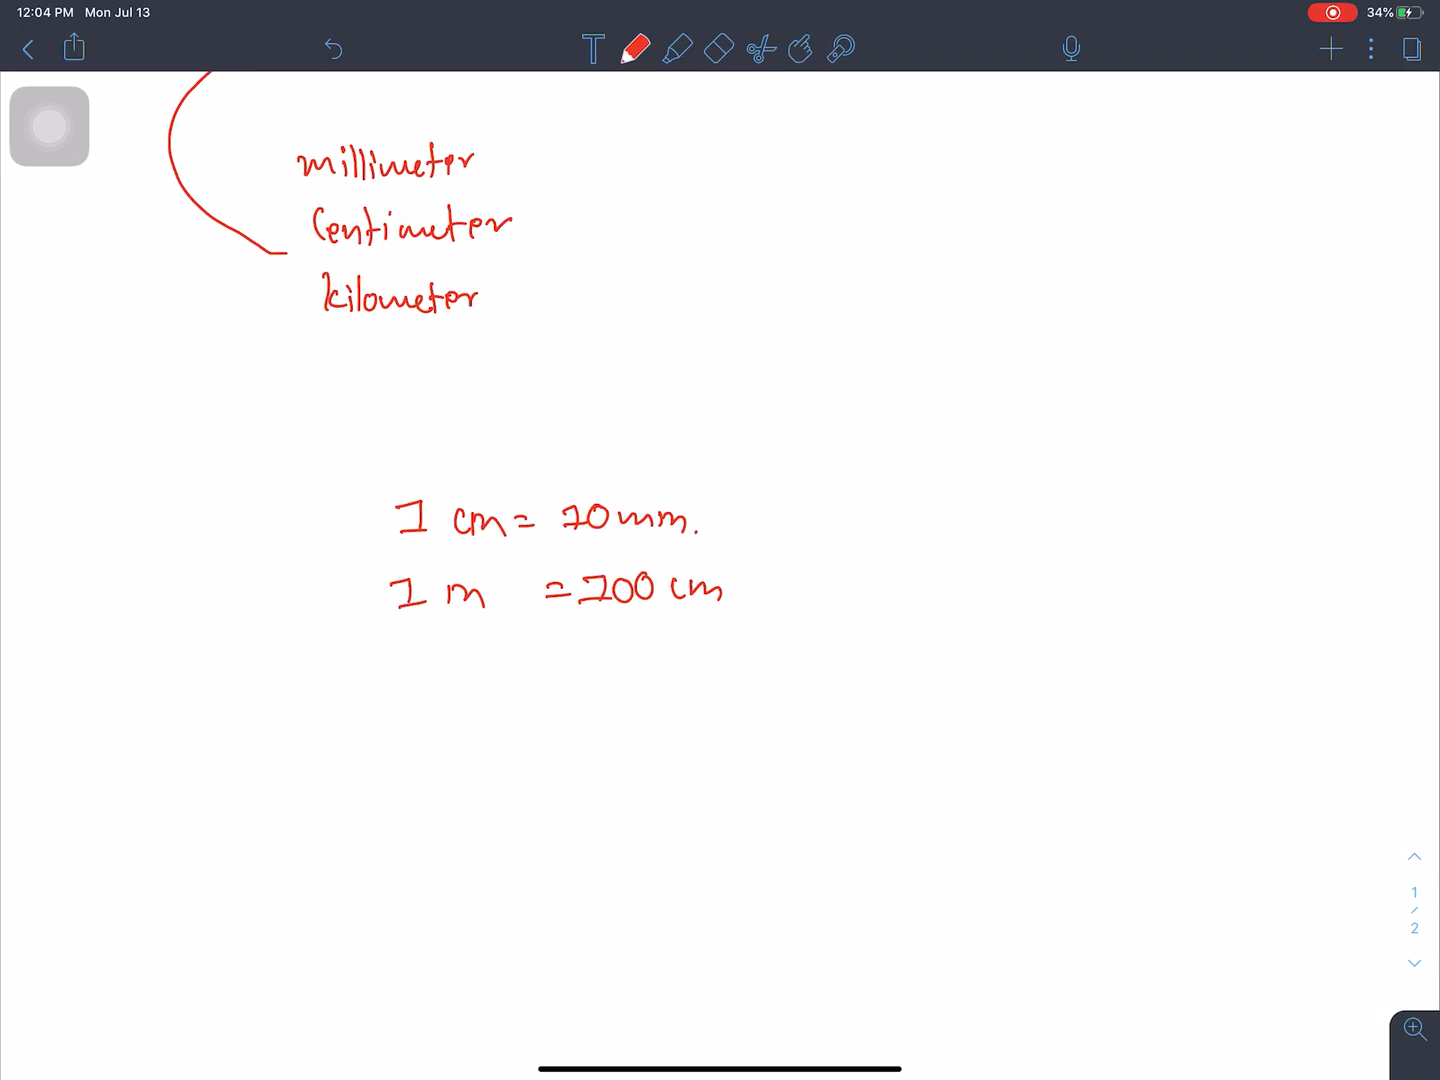 12:04 PM Mon Jul 13
34%
T
millimeter
Centimeter
kilometer
1 cm = 10 mm.
1 m = 100 cm
1
/
2